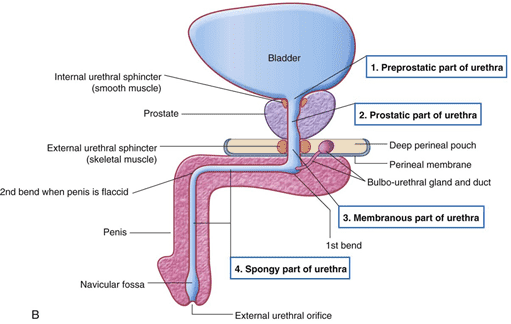 Bladder
1. Preprostatic part of urethra
Internal urethral sphincter
(smooth muscle)
2. Prostatic part of urethra
Prostate
External urethral sphincter
(skeletal muscle)
Deep perineal pouch
Perineal membrane
Bulbo-urethral gland and duct
2nd bend when penis is flaccid
3. Membranous part of urethra
Penis
1st bend
4. Spongy part of urethra
Navicular fossa
B
External urethral orifice